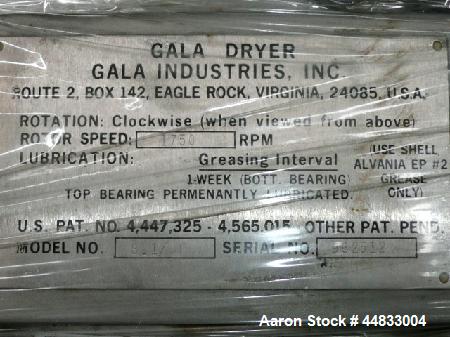 GALA DRYER
GALA INDUSTRIES, INC.
ROUTE 2, BOX 142, EAGLE ROCK, VIRGINIA, 24085, U.S.A.
ROTATION: Clockwise (when viewed from above)
ROTOR SPEED: 1750 RPM
LUBRICATION: Greasing Interval (USE SHELL
1-WEEK (BOTT. BEARING) ALVANIA EP #2
TOP BEARING PERMENANTLY LUBRICATED. GREASE ONLY)
U.S. PAT. NO. 4,447,325 - 4,565,015 OTHER PAT. PEND.
MODEL NO. SERIAL NO.
Aaron Stock # 44833004